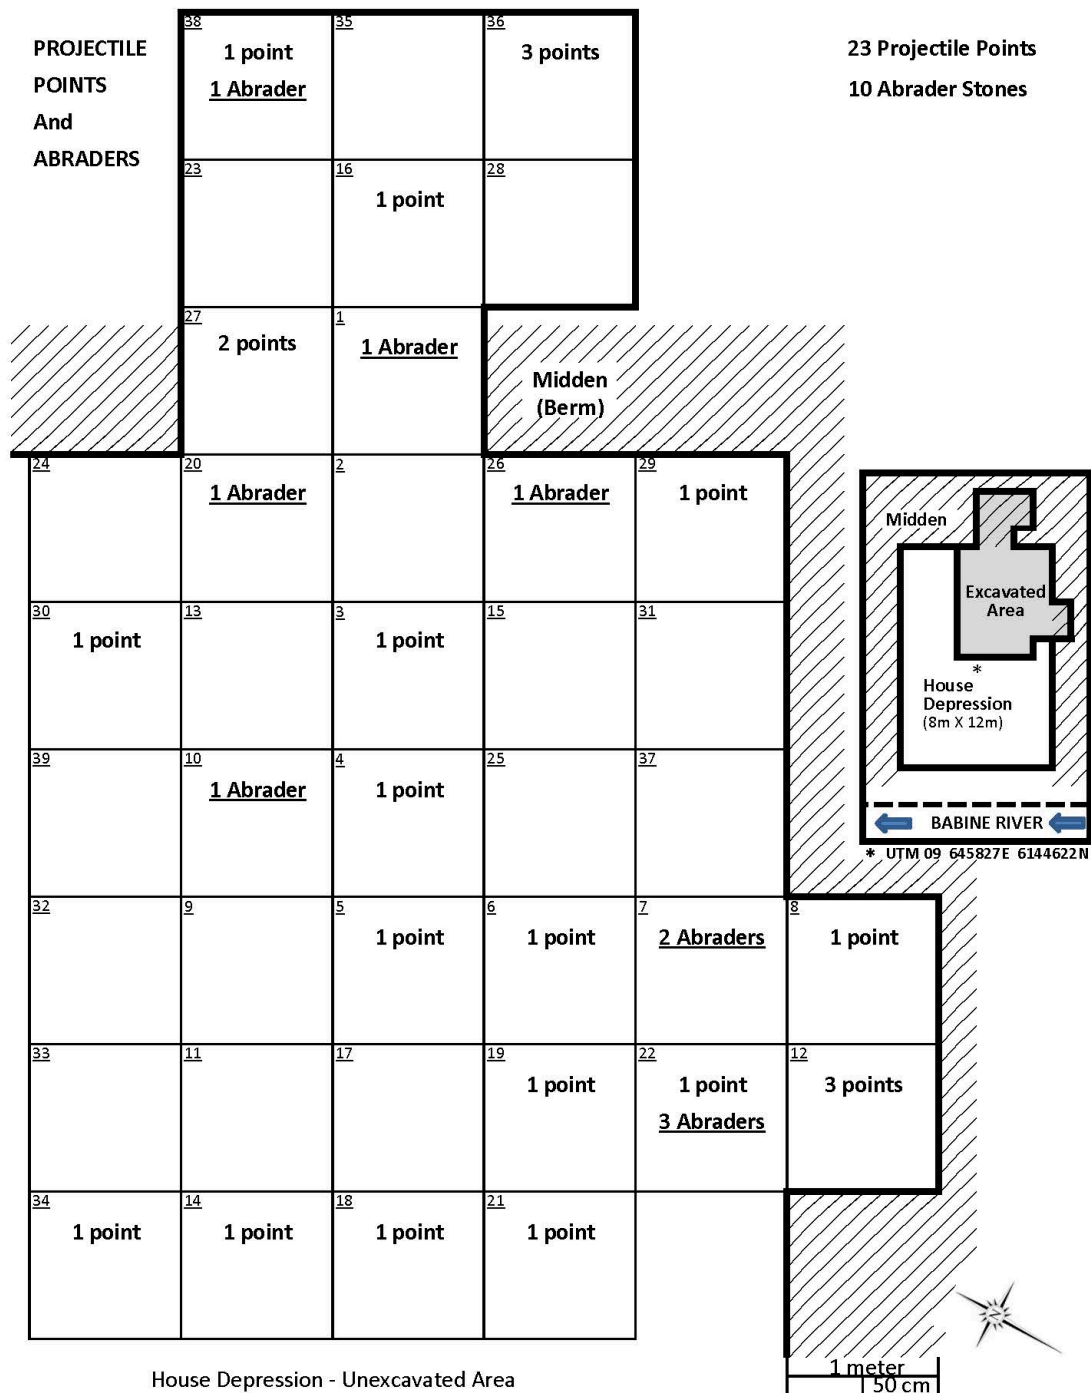 PROJECTILE
POINTS
And
ABRADERS
23 Projectile Points
10 Abrader Stones
38 35 36
1 point 3 points
1 Abrader
23 16 28
1 point
27 1
2 points 1 Abrader
Midden
(Berm)
24 20 2 26 29
1 Abrader 1 Abrader 1 point
30 13 3 15 31
1 point 1 point
39 10 4 25 37
1 Abrader 1 point
32 9 5 6 7 8
1 point 1 point 2 Abraders 1 point
33 11 17 19 22 12
1 point 1 point 3 points
3 Abraders
34 14 18 21
1 point 1 point 1 point 1 point
House Depression - Unexcavated Area
Midden
Excavated
Area
*
House
Depression
(8m X 12m)
BABINE RIVER
* UTM 09 645827E 6144622N
N
1 meter
50 cm